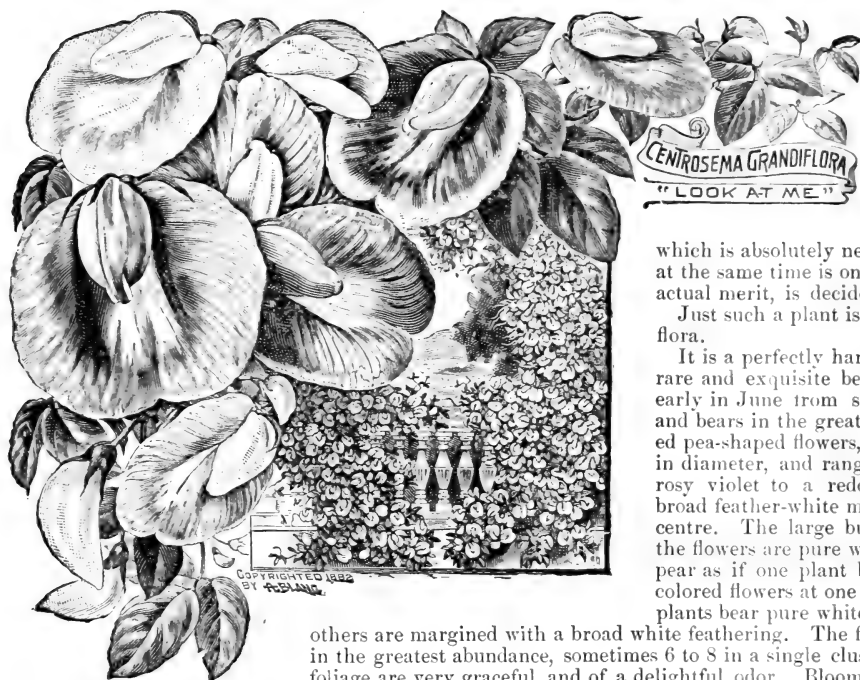 CENTROSEMA GRANDIFLORA
"LOOK AT ME"
which is absolutely ne
at the same time is on
actual merit, is decid
Just such a plant is
flora.
It is a perfectly har
rare and exquisite be
early in June from s
and bears in the great
ed pea-shaped flowers,
in diameter, and rang
rosy violet to a redd
broad feather-white m
centre. The large bu
the flowers are pure w
pear as if one plant b
colored flowers at one
plants bear pure white
COPYRIGHTED 1892
BY A. BLANC
others are margined with a broad white feathering. The f
in the greatest abundance, sometimes 6 to 8 in a single clus
foliage are very graceful, and of a delightful odor. Bloom